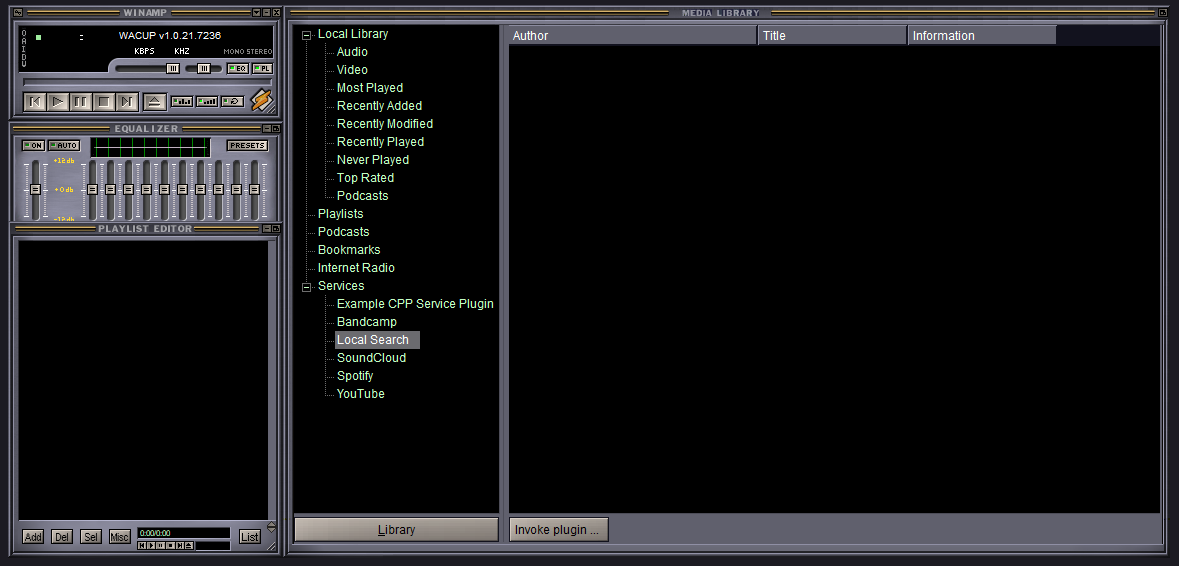 WINAMP
WACUP v1.0.21.7236
O
A
I
D
V
KBPS KHZ MONO STEREO
EQ PL
EQUALIZER
ON AUTO PRESETS
+12 db
+0 db
-12 db
PLAYLIST EDITOR
Add Del Sel Misc 0:00/0:00 List
MEDIA LIBRARY
Local Library
Audio
Video
Most Played
Recently Added
Recently Modified
Recently Played
Never Played
Top Rated
Podcasts
Playlists
Podcasts
Bookmarks
Internet Radio
Services
Example CPP Service Plugin
Bandcamp
Local Search
SoundCloud
Spotify
YouTube
Library
Author Title Information
Invoke plugin ...